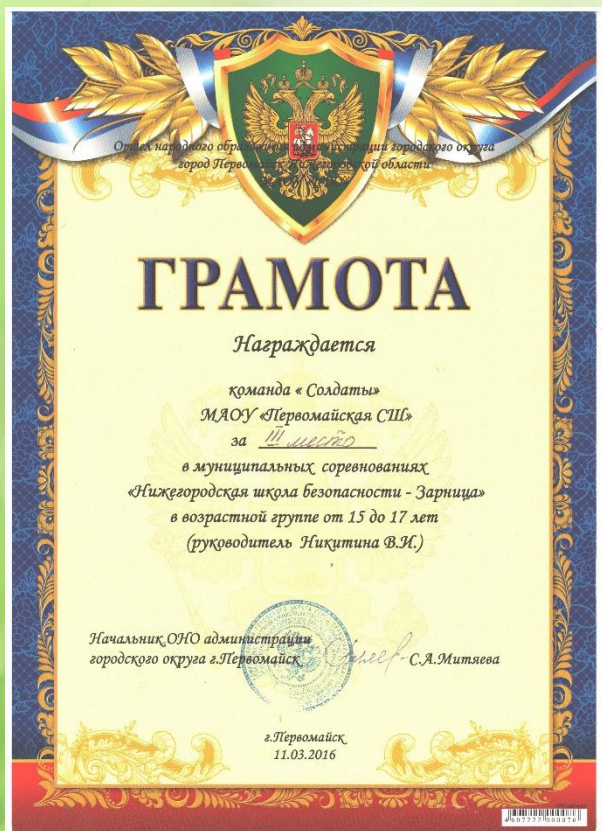 Отдел народного образования администрации городского округа
город Первомайск Нижегородской области
ГРАМОТА
Награждается
команда « Солдаты»
МАОУ «Первомайская СШ»
за III место
в муниципальных соревнованиях
«Нижегородская школа безопасности - Зарница»
в возрастной группе от 15 до 17 лет
(руководитель Никитина В.И.)
Начальник ОНО администрации
городского округа г.Первомайск С.А.Митяева
г.Первомайск
11.03.2016